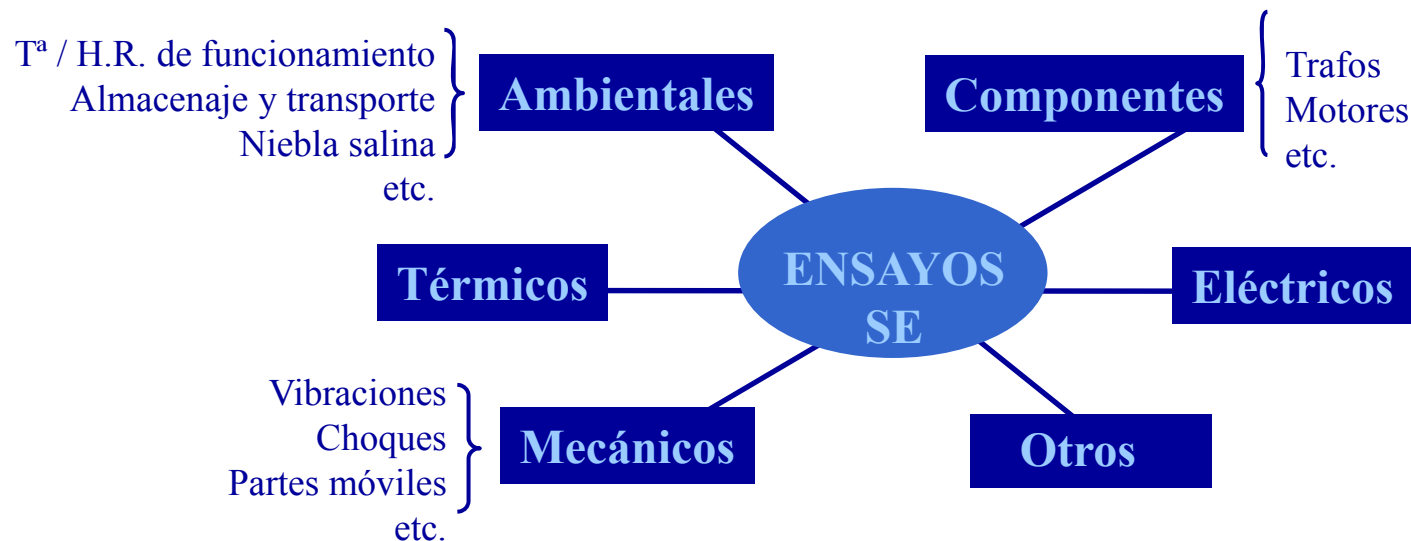 Tª / H.R. de funcionamiento
Almacenaje y transporte
Niebla salina
etc.
Ambientales
Componentes
Trafos
Motores
etc.
Térmicos
ENSAYOS
SE
Eléctricos
Vibraciones
Choques
Partes móviles
etc.
Mecánicos
Otros